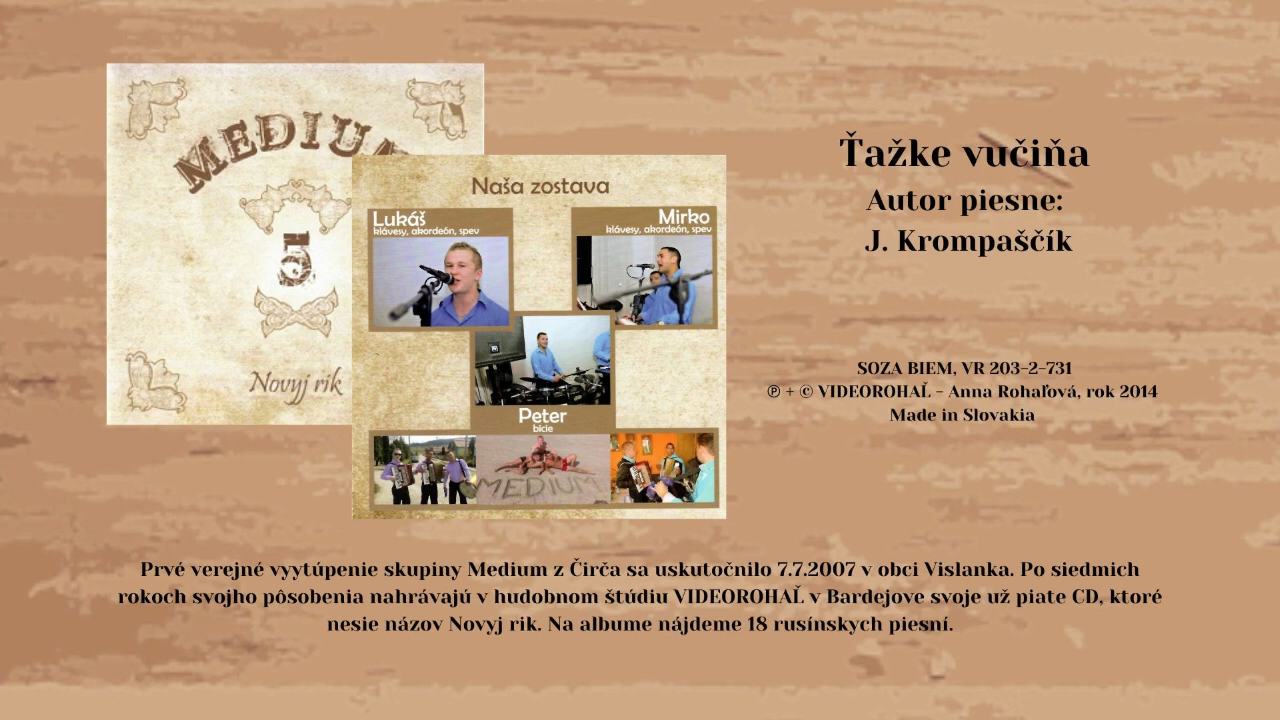 MEDIUM
5
Novyj rik
Naša zostava
Lukáš
klávesy, akordeón, spev
Mirko
klávesy, akordeón, spev
Peter
bicie
MEDIUM
Ťažke vučiňa
Autor piesne:
J. Krompaščík
SOZA BIEM, VR 203-2-731
℗ + © VIDEOROHAĽ - Anna Rohaľová, rok 2014
Made in Slovakia
Prvé verejné vyytúpenie skupiny Medium z Čirča sa uskutočnilo 7.7.2007 v obci Vislanka. Po siedmich
rokoch svojho pôsobenia nahrávajú v hudobnom štúdiu VIDEOROHAĽ v Bardejove svoje už piate CD, ktoré
nesie názov Novyj rik. Na albume nájdeme 18 rusínskych piesní.